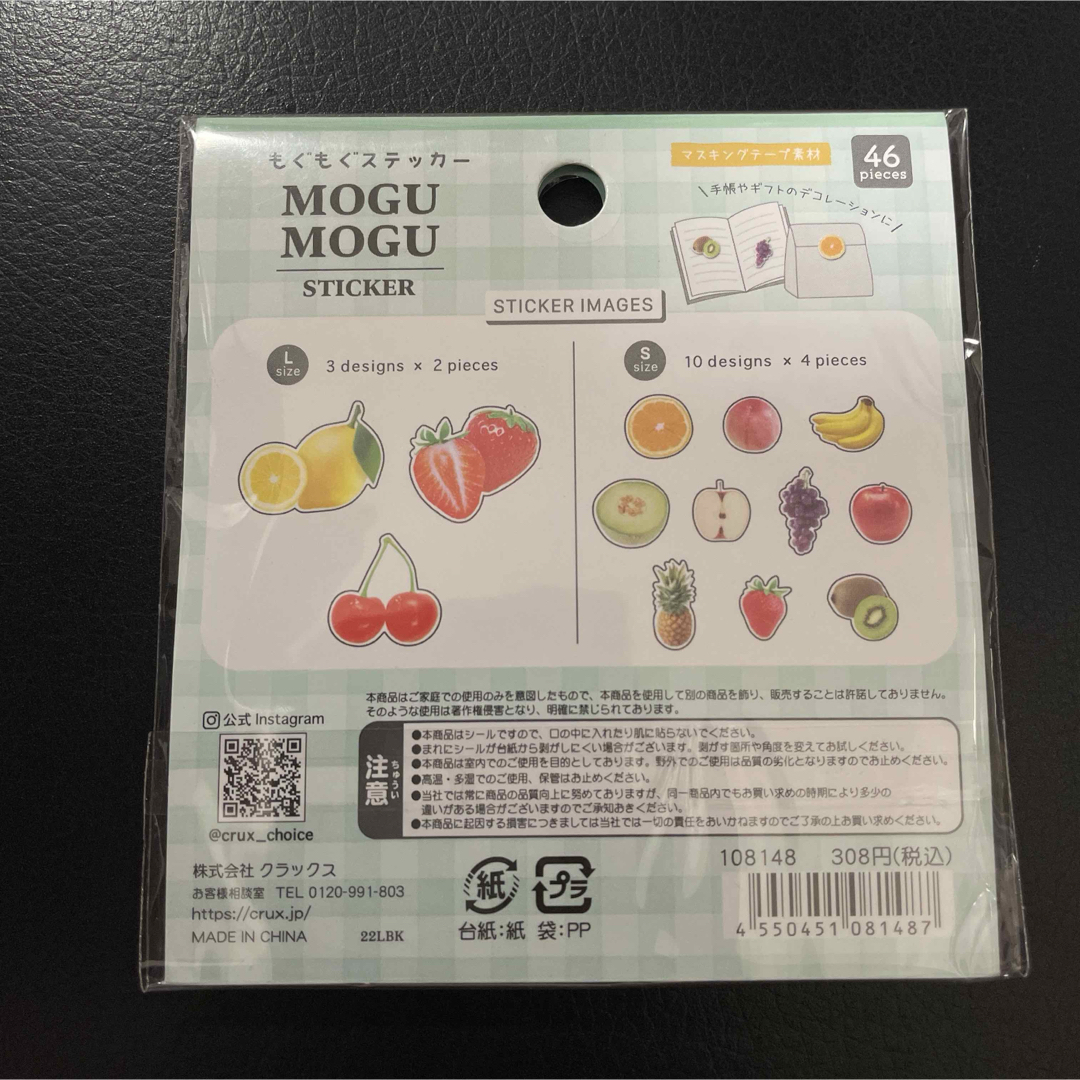 もぐもぐステッカー
MOGU
MOGU
STICKER
マスキングテープ素材
46
pieces
\手帳やギフトのデコレーションに/
STICKER IMAGES
L
size
3 designs × 2 pieces
S
size
10 designs × 4 pieces
本商品はご家庭での使用のみを意図したもので、本商品を使用して別の商品を飾り、販売することは許諾しておりません。
そのような使用は著作権侵害となり、明確に禁じられております。
公式 Instagram
@crux_choice
注意
ちゅうい
●本商品はシールですので、口の中に入れたり肌に貼らないでください。
●まれにシールが台紙から剥がしにくい場合がございます。剥がす箇所や角度を変えてお試しください。
●本商品は室内でのご使用を目的としております。野外でのご使用は品質の劣化となりますのでお止めください。
●高温・多湿でのご使用、保管はお止めください。
●当社では常に商品の品質向上に努めておりますが、同一商品内でもお買い求めの時期により多少の
違いがある場合がございますのでご承知おきください。
●本商品に起因する損害につきましては当社では一切の責任をおいかねますのでご了承の上お買い求めください。
株式会社 クラックス
お客様相談室 TEL 0120-991-803
https://crux.jp/
MADE IN CHINA
22LBK
紙
プラ
台紙:紙 袋:PP
108148 308円(税込)
4 550451 081487